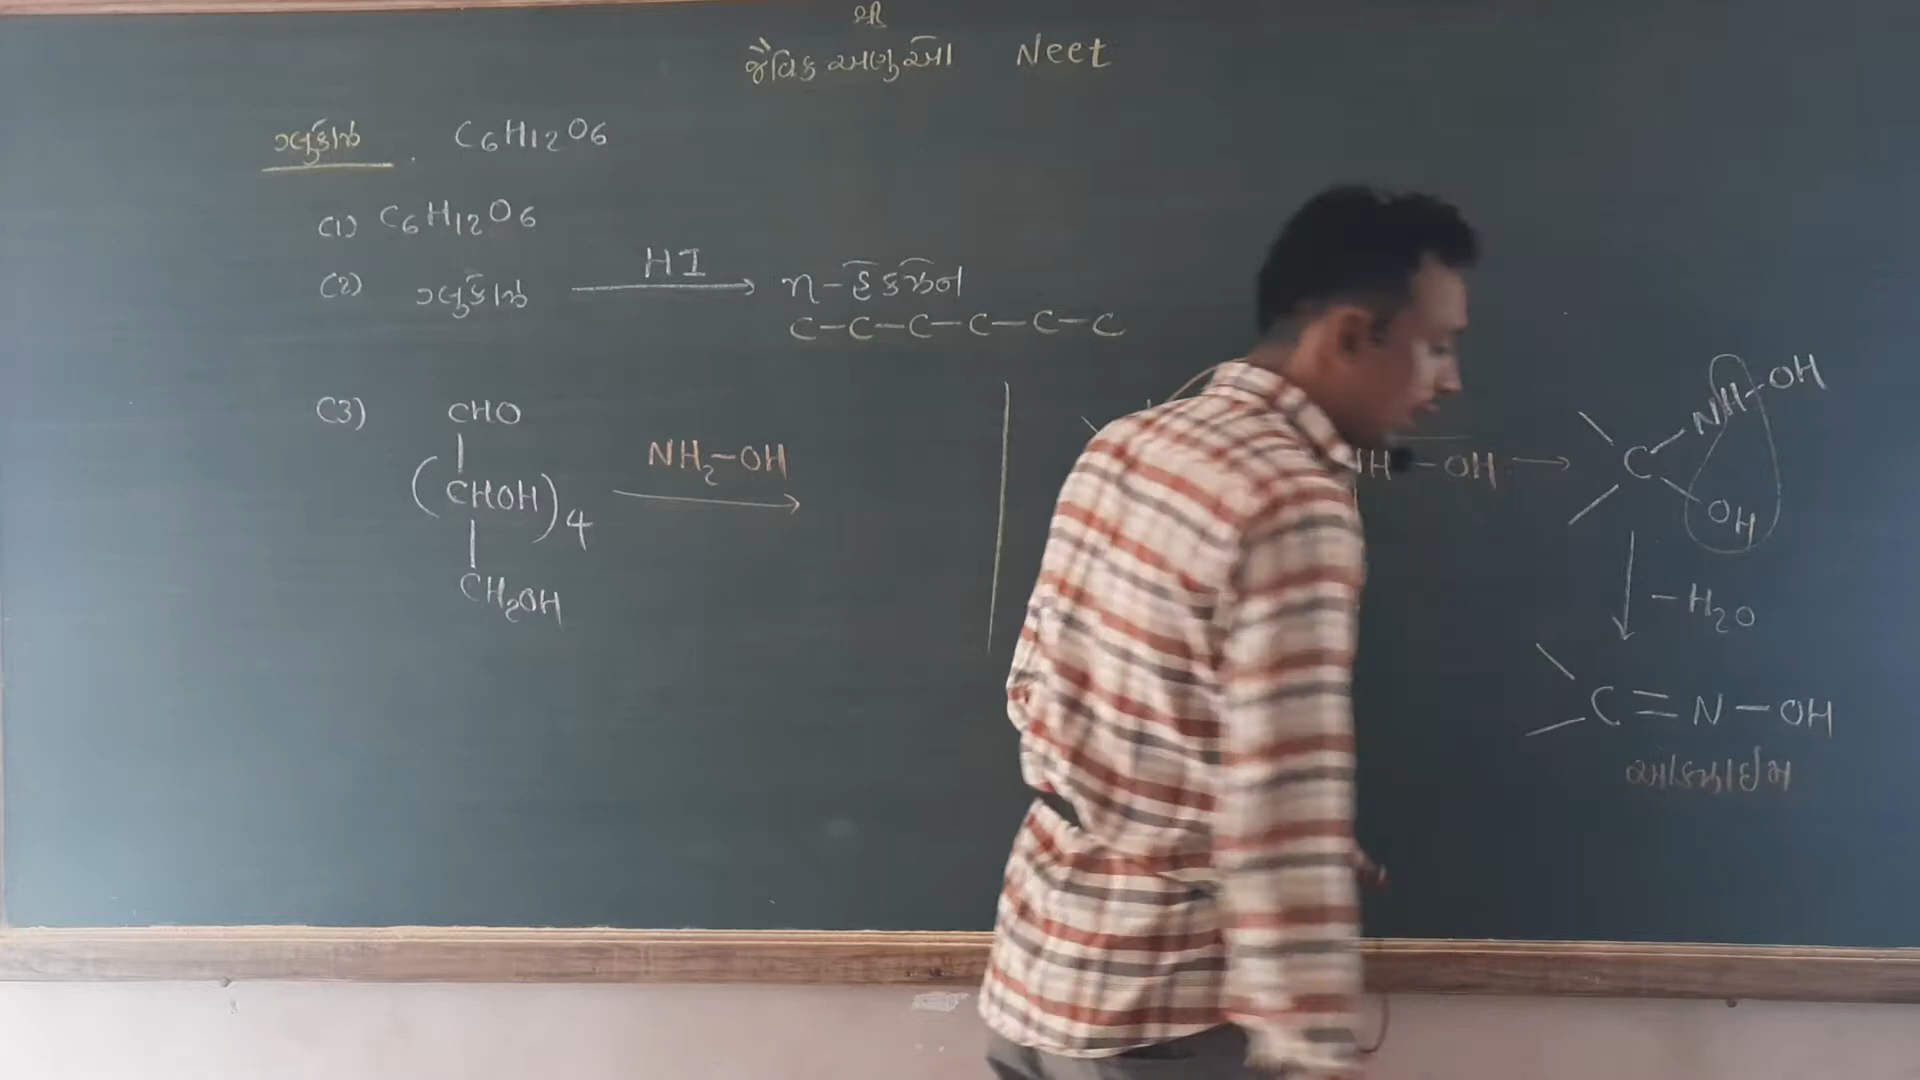 શ્રી
જૈવિક અણુઓ Neet
ગ્લુકોઝ. C6H12O6
(1) C6H12O6
(2) ગ્લુકોઝ HI → n-હેક્ઝેન
C-C-C-C-C-C
(3) CHO
(CHOH)4 NH2-OH →
CH2OH
NH-OH
H-OH → C
OH
-H2O
C=N-OH
ઓક્ઝાઇમ